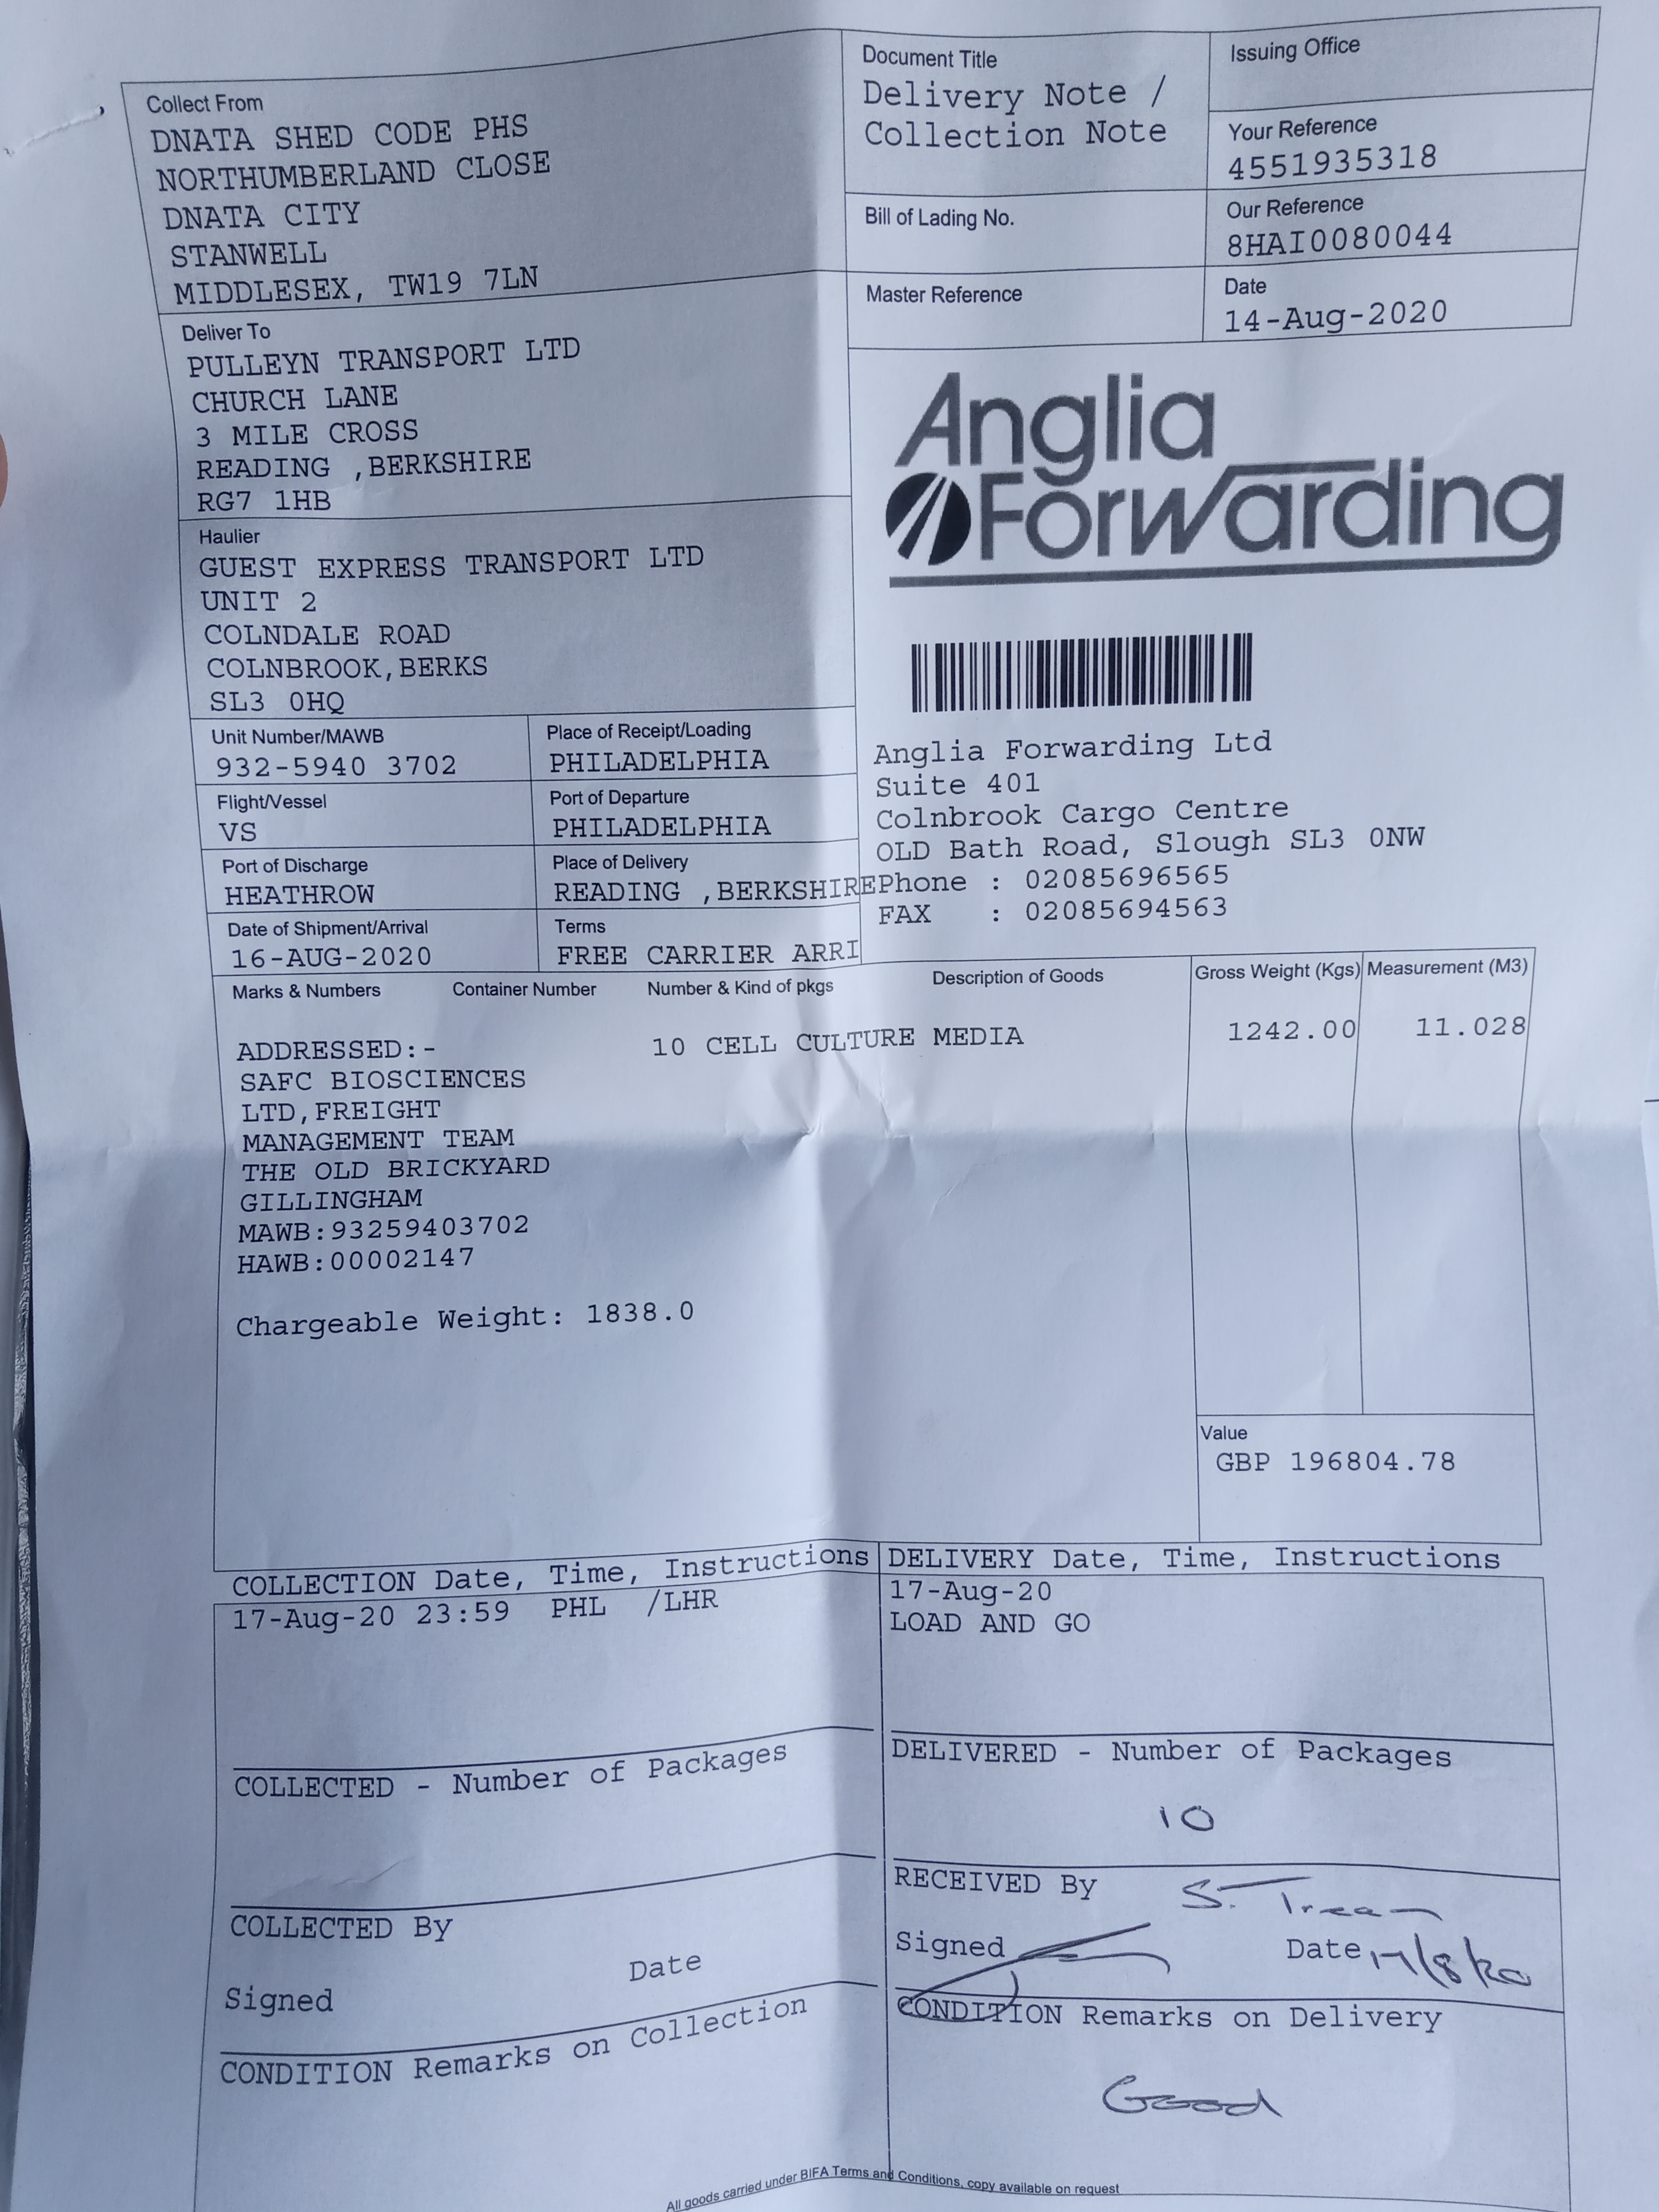 Collect From
DNATA SHED CODE PHS
NORTHUMBERLAND CLOSE
DNATA CITY
STANWELL
MIDDLESEX, TW19 7LN
Document Title
Delivery Note /
Collection Note
Issuing Office
Your Reference
4551935318
Bill of Lading No.
Our Reference
8HAI0080044
Master Reference
Date
14-Aug-2020
Deliver To
PULLEYN TRANSPORT LTD
CHURCH LANE
3 MILE CROSS
READING ,BERKSHIRE
RG7 1HB
Anglia
Forwarding
Haulier
GUEST EXPRESS TRANSPORT LTD
UNIT 2
COLNDALE ROAD
COLNBROOK,BERKS
SL3 0HQ
Unit Number/MAWB
932-5940 3702
Place of Receipt/Loading
PHILADELPHIA
Flight/Vessel
VS
Port of Departure
PHILADELPHIA
Port of Discharge
HEATHROW
Place of Delivery
READING ,BERKSHIRE
Date of Shipment/Arrival
16-AUG-2020
Terms
FREE CARRIER ARRI
Anglia Forwarding Ltd
Suite 401
Colnbrook Cargo Centre
OLD Bath Road, Slough SL3 0NW
Phone : 02085696565
FAX : 02085694563
Marks & Numbers Container Number Number & Kind of pkgs Description of Goods Gross Weight (Kgs) Measurement (M3)
ADDRESSED:- 10 CELL CULTURE MEDIA 1242.00 11.028
SAFC BIOSCIENCES
LTD,FREIGHT
MANAGEMENT TEAM
THE OLD BRICKYARD
GILLINGHAM
MAWB:93259403702
HAWB:00002147
Chargeable Weight: 1838.0
Value
GBP 196804.78
COLLECTION Date, Time, Instructions
17-Aug-20 23:59 PHL /LHR
DELIVERY Date, Time, Instructions
17-Aug-20
LOAD AND GO
COLLECTED - Number of Packages
DELIVERED - Number of Packages
10
COLLECTED By
Signed Date
RECEIVED By S.
Signed Date 17/8/20
CONDITION Remarks on Collection
CONDITION Remarks on Delivery
Good
All goods carried under BIFA Terms and Conditions, copy available on request